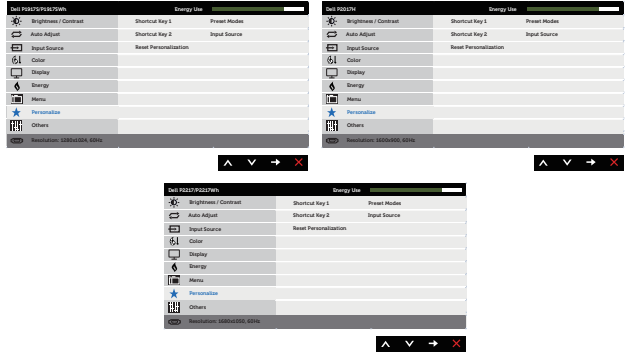 Dell P1917S/P1917SWh Energy Use
Brightness / Contrast Shortcut Key 1 Preset Modes
Auto Adjust Shortcut Key 2 Input Source
Input Source Reset Personalization
Color
Display
Energy
Menu
Personalize
Others
Resolution: 1280x1024, 60Hz
Dell P2017H Energy Use
Brightness / Contrast Shortcut Key 1 Preset Modes
Auto Adjust Shortcut Key 2 Input Source
Input Source Reset Personalization
Color
Display
Energy
Menu
Personalize
Others
Resolution: 1600x900, 60Hz
Dell P2217/P2217Wh Energy Use
Brightness / Contrast Shortcut Key 1 Preset Modes
Auto Adjust Shortcut Key 2 Input Source
Input Source Reset Personalization
Color
Display
Energy
Menu
Personalize
Others
Resolution: 1680x1050, 60Hz